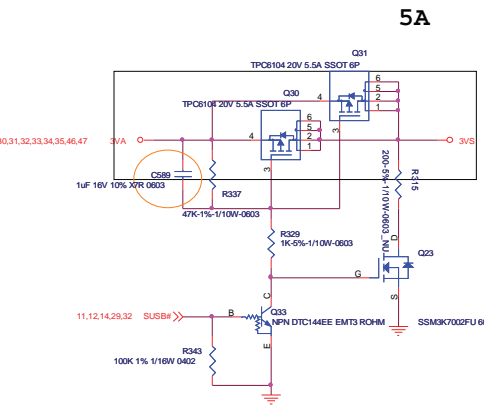 5A
Q31
TPC6104 20V 5.5A SSOT 6P
6
5
2
1
4
3
Q30
TPC6104 20V 5.5A SSOT 6P
6
5
2
1
4
3
30,31,32,33,34,35,46,47
3VA
3VS
C589
1uF 16V 10% X7R 0603
R337
47K-1%-1/10W-0603
R315
200-5%-1/10W-0603_NU
R329
1K-5%-1/10W-0603
D
Q23
G
S
SSM3K7002FU 6
C
Q33
B
NPN DTC144EE EMT3 ROHM
E
11,12,14,29,32
SUSB#
R343
100K 1% 1/16W 0402